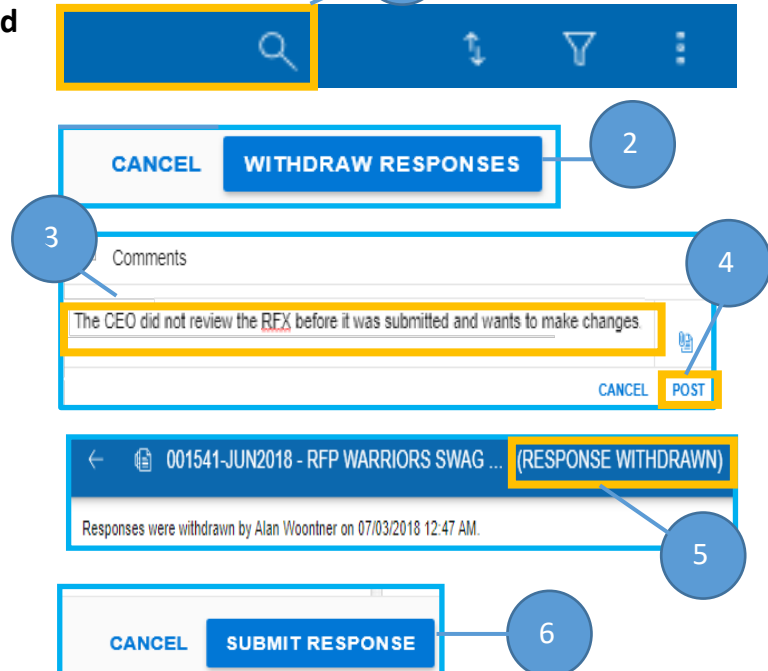 d
CANCEL WITHDRAW RESPONSES
2
3
Comments
4
The CEO did not review the RFX before it was submitted and wants to make changes.
CANCEL POST
001541-JUN2018 - RFP WARRIORS SWAG ... (RESPONSE WITHDRAWN)
Responses were withdrawn by Alan Woontner on 07/03/2018 12:47 AM.
5
CANCEL SUBMIT RESPONSE
6